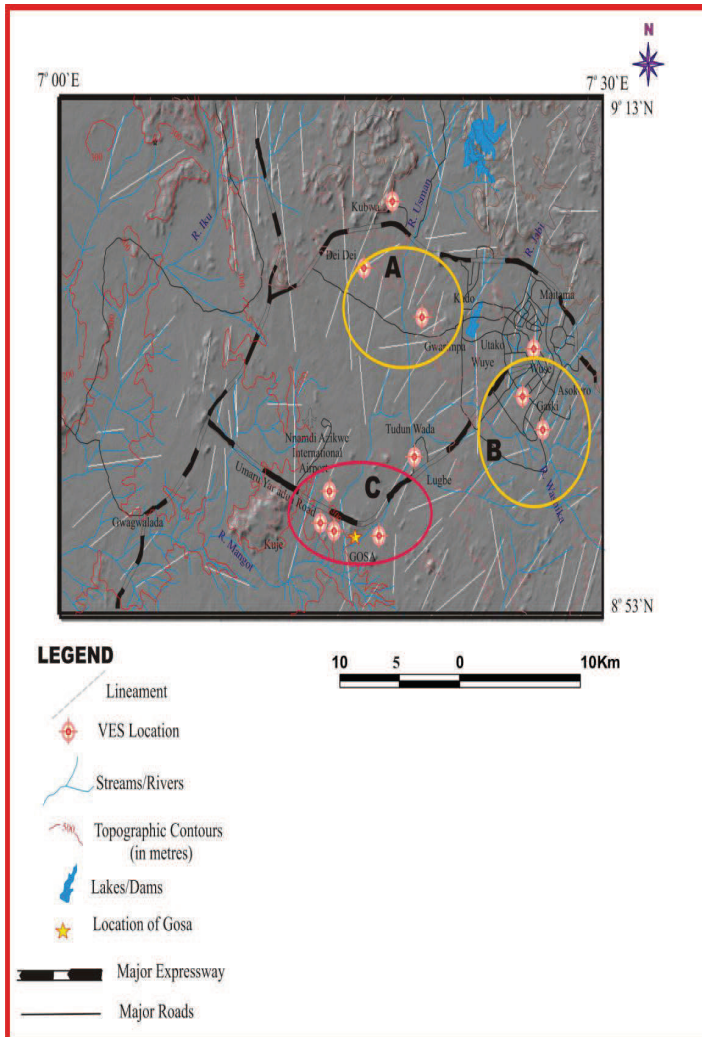 N
7° 00`E
7° 30`E
9° 13`N
R. Usman
Kubwa
R. Iku
R. Jabi
Dei Dei
A
Kado
Maitama
Gwarinpa
Utako
Wuye
Wuse
Asokoro
Garki
Tudun Wada
B
Nnamdi Azikwe
International
Airport
Lugbe
C
Umaru Yar'adua Road
Gwagwalada
R. Mangot
Kuje
GOSA
8° 53`N
LEGEND
10 5 0 10Km
Lineament
VES Location
Streams/Rivers
500
Topographic Contours
(in metres)
Lakes/Dams
Location of Gosa
Major Expressway
Major Roads